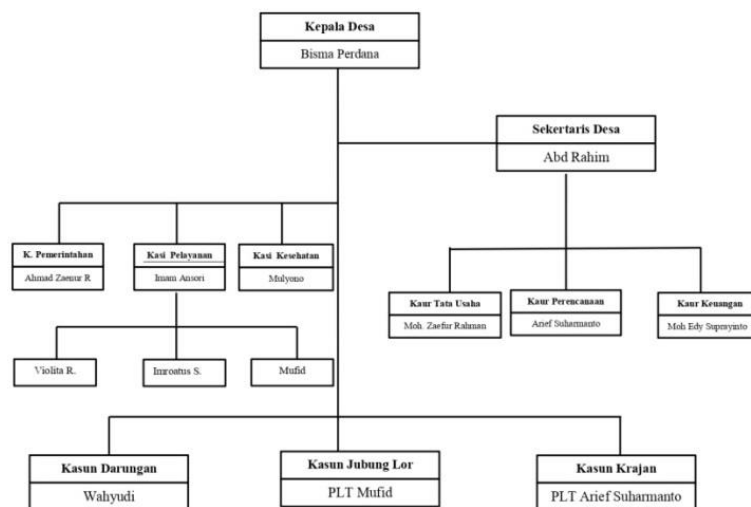 Kepala Desa
Bisma Perdana
Sekertaris Desa
Abd Rahim
K. Pemerintahan
Ahmad Zaenur R
Kasi Pelayanan
Imam Ansori
Kasi Kesehatan
Mulyono
Kaur Tata Usaha
Moh. Zaefur Rahman
Kaur Perencanaan
Arief Suharmanto
Kaur Keuangan
Moh Edy Suprayinto
Violita R.
Imroatus S.
Mufid
Kasun Darungan
Wahyudi
Kasun Jubung Lor
PLT Mufid
Kasun Krajan
PLT Arief Suharmanto